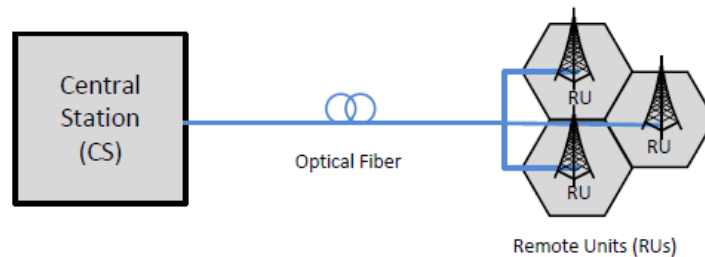 Central
Station
(CS)
Optical Fiber
RU
RU
RU
Remote Units (RUs)